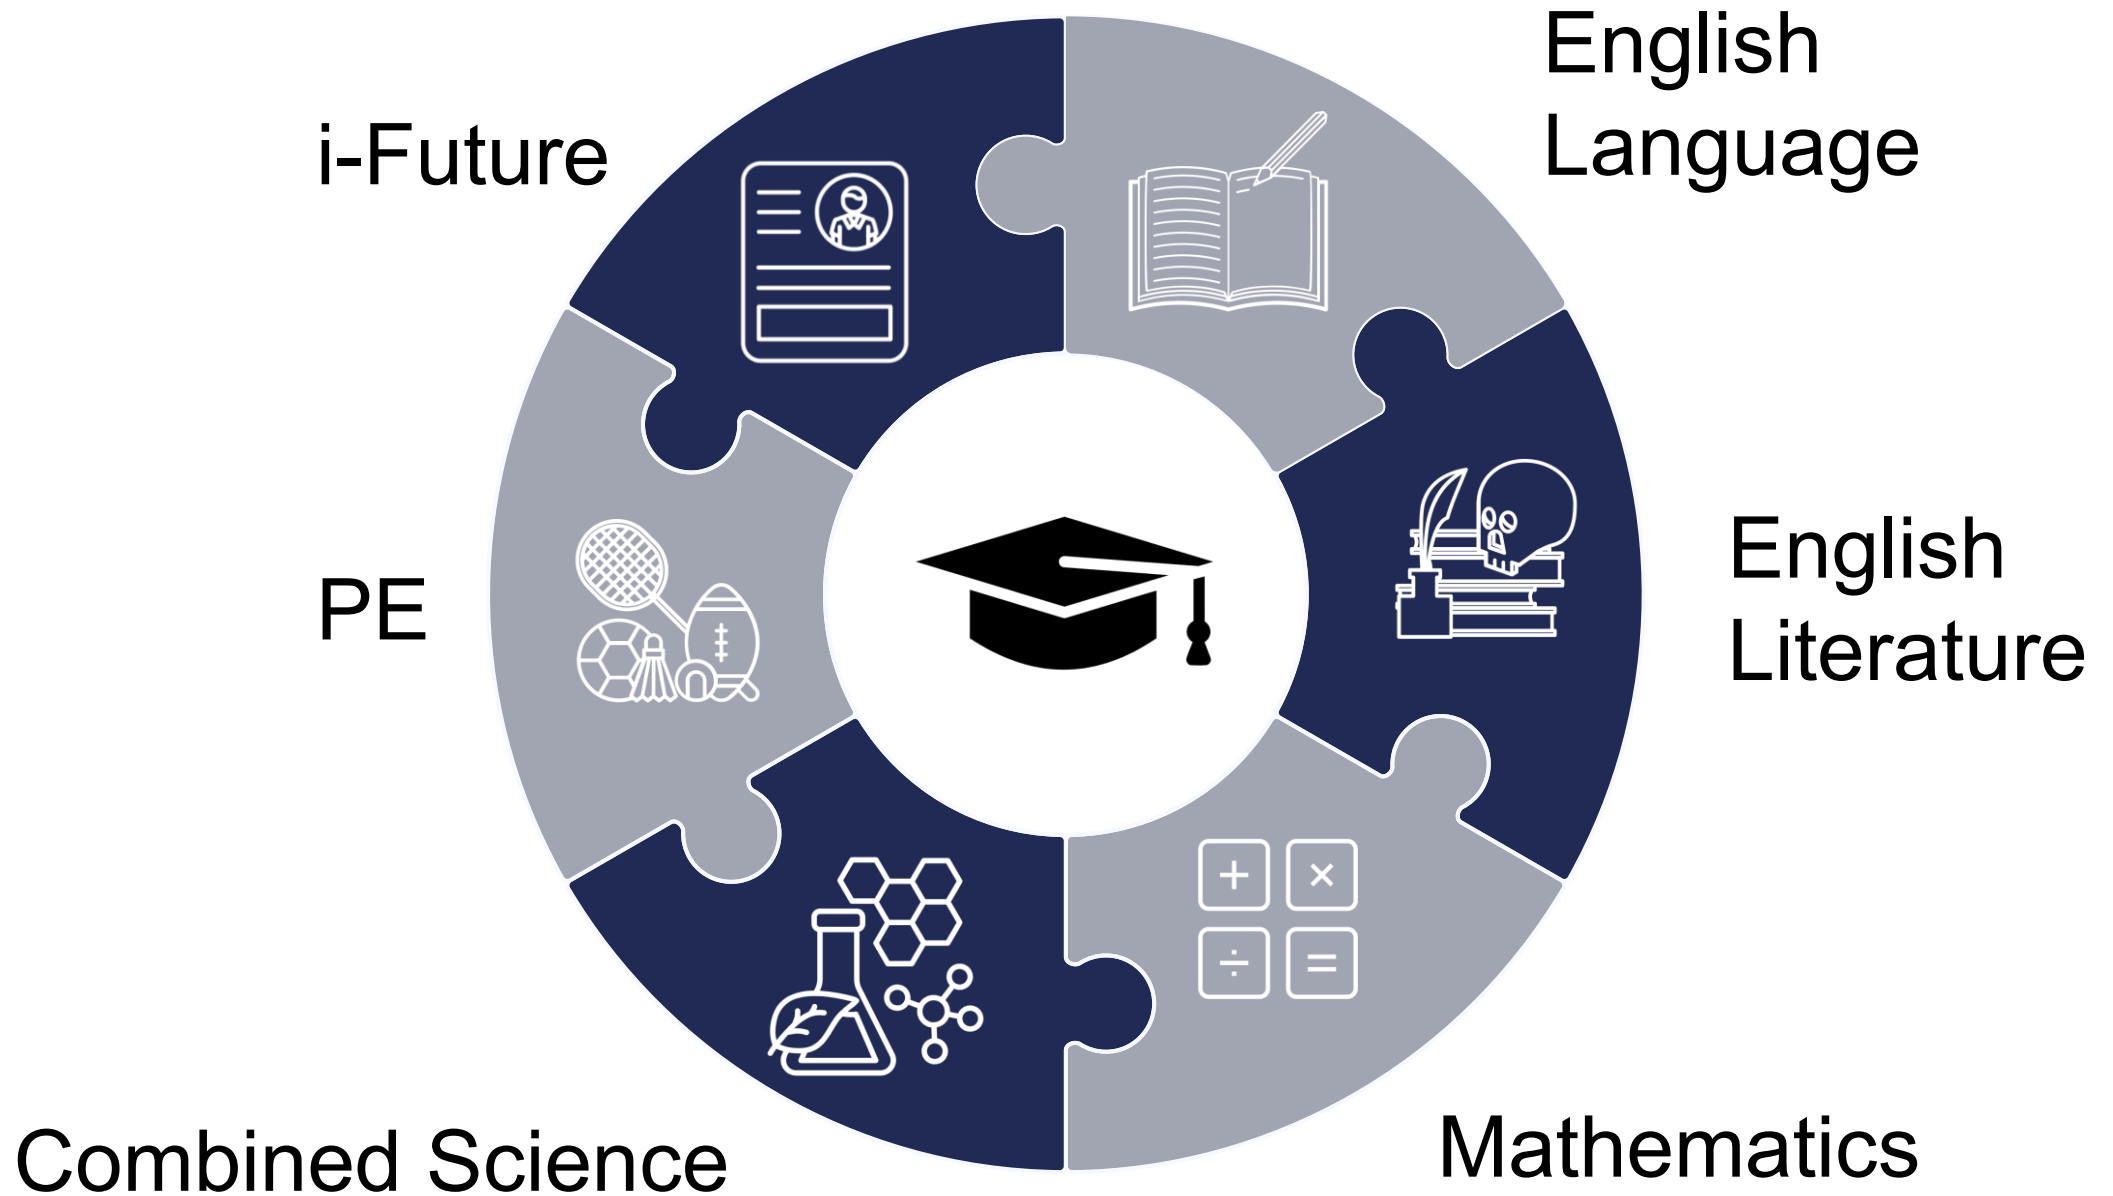 English
Language
i-Future
English
Literature
PE
+ ×
÷ =
Mathematics
Combined Science